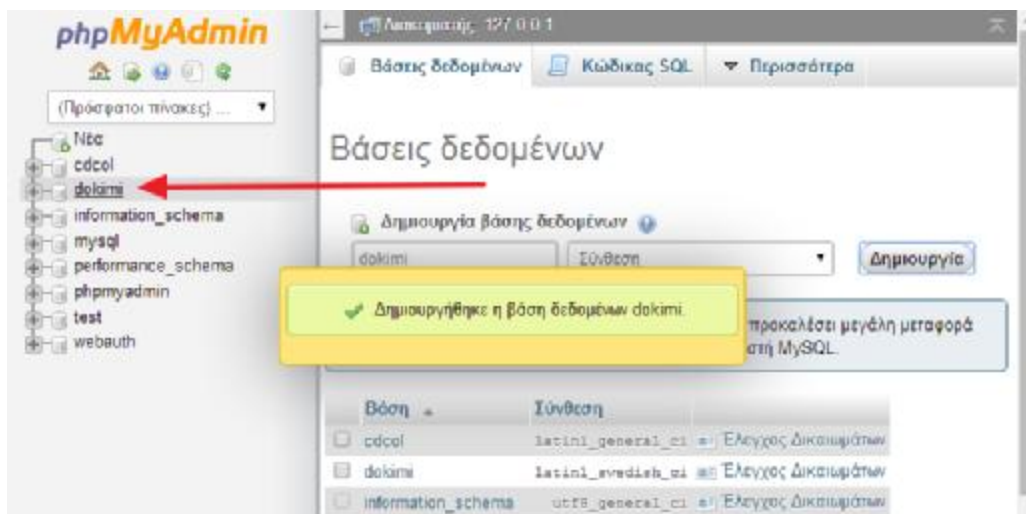 phpMyAdmin
(Πρόσφατοι πίνακες) ...
Νέα
cdcol
dokimi
information_schema
mysql
performance_schema
phpmyadmin
test
webauth
Διακομιστής: 127.0.0.1
Βάσεις δεδομένων
Κώδικας SQL
Περισσότερα
Βάσεις δεδομένων
Δημιουργία βάσης δεδομένων
dokimi
Σύνθεση
Δημιουργία
Δημιουργήθηκε η βάση δεδομένων dokimi.
προκαλέσει μεγάλη μεταφορά
MySQL.
Βάση
Σύνθεση
cdcol latin1_general_ci Έλεγχος Δικαιωμάτων
dokimi latin1_swedish_ci Έλεγχος Δικαιωμάτων
information_schema utf8_general_ci Έλεγχος Δικαιωμάτων